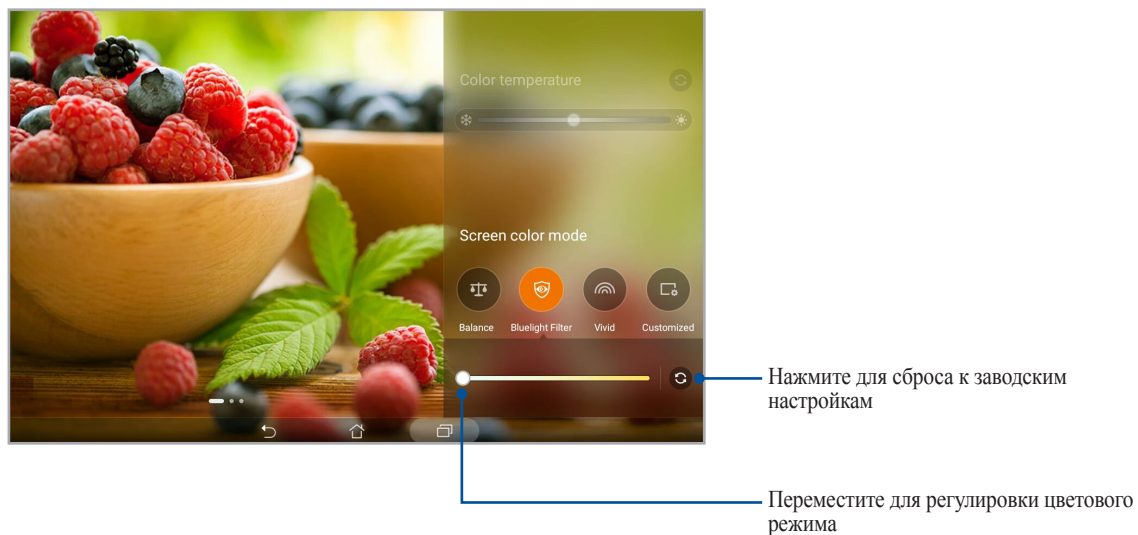 Color temperature
Screen color mode
Balance
Bluelight Filter
Vivid
Customized
Нажмите для сброса к заводским
настройкам
Переместите для регулировки цветового
режима